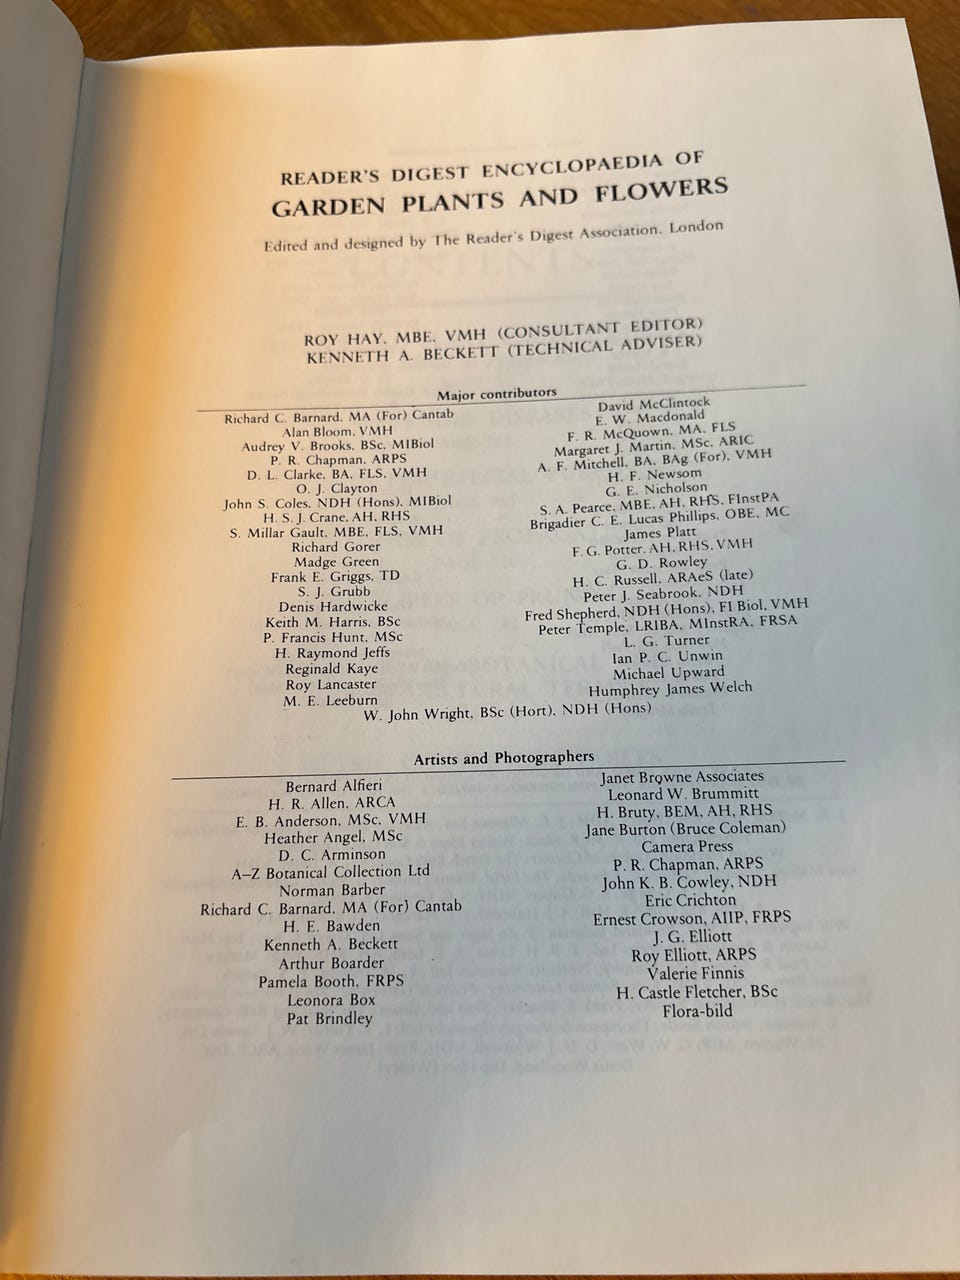 READER'S DIGEST ENCYCLOPAEDIA OF
GARDEN PLANTS AND FLOWERS
Edited and designed by The Reader's Digest Association, London
ROY HAY, MBE, VMH (CONSULTANT EDITOR)
KENNETH A. BECKETT (TECHNICAL ADVISER)
Major contributors
Richard C. Barnard, MA (For) Cantab
Alan Bloom, VMH
Audrey V. Brooks, BSc, MIBiol
P. R. Chapman, ARPS
D. L. Clarke, BA, FLS, VMH
O. J. Clayton
John S. Coles, NDH (Hons), MIBiol
H. S. J. Crane, AH, RHS
S. Millar Gault, MBE, FLS, VMH
Richard Gorer
Madge Green
Frank E. Griggs, TD
S. J. Grubb
Denis Hardwicke
Keith M. Harris, BSc
P. Francis Hunt, MSc
H. Raymond Jeffs
Reginald Kaye
Roy Lancaster
M. E. Leeburn
David McClintock
E. W. Macdonald
F. R. McQuown, MA, FLS
Margaret J. Martin, MSc, ARIC
A. F. Mitchell, BA, BAg (For), VMH
H. F. Newsom
G. E. Nicholson
S. A. Pearce, MBE, AH, RHS, FInstPA
Brigadier C. E. Lucas Phillips, OBE, MC
James Platt
F. G. Potter, AH, RHS, VMH
G. D. Rowley
H. C. Russell, ARAeS (late)
Peter J. Seabrook, NDH
Fred Shepherd, NDH (Hons), FI Biol, VMH
Peter Temple, LRIBA, MInstRA, FRSA
L. G. Turner
Ian P. C. Unwin
Michael Upward
Humphrey James Welch
W. John Wright, BSc (Hort), NDH (Hons)
Artists and Photographers
Bernard Alfieri
H. R. Allen, ARCA
E. B. Anderson, MSc, VMH
Heather Angel, MSc
D. C. Arminson
A–Z Botanical Collection Ltd
Norman Barber
Richard C. Barnard, MA (For) Cantab
H. E. Bawden
Kenneth A. Beckett
Arthur Boarder
Pamela Booth, FRPS
Leonora Box
Pat Brindley
Janet Browne Associates
Leonard W. Brummitt
H. Bruty, BEM, AH, RHS
Jane Burton (Bruce Coleman)
Camera Press
P. R. Chapman, ARPS
John K. B. Cowley, NDH
Eric Crichton
Ernest Crowson, AIIP, FRPS
J. G. Elliott
Roy Elliott, ARPS
Valerie Finnis
H. Castle Fletcher, BSc
Flora-bild